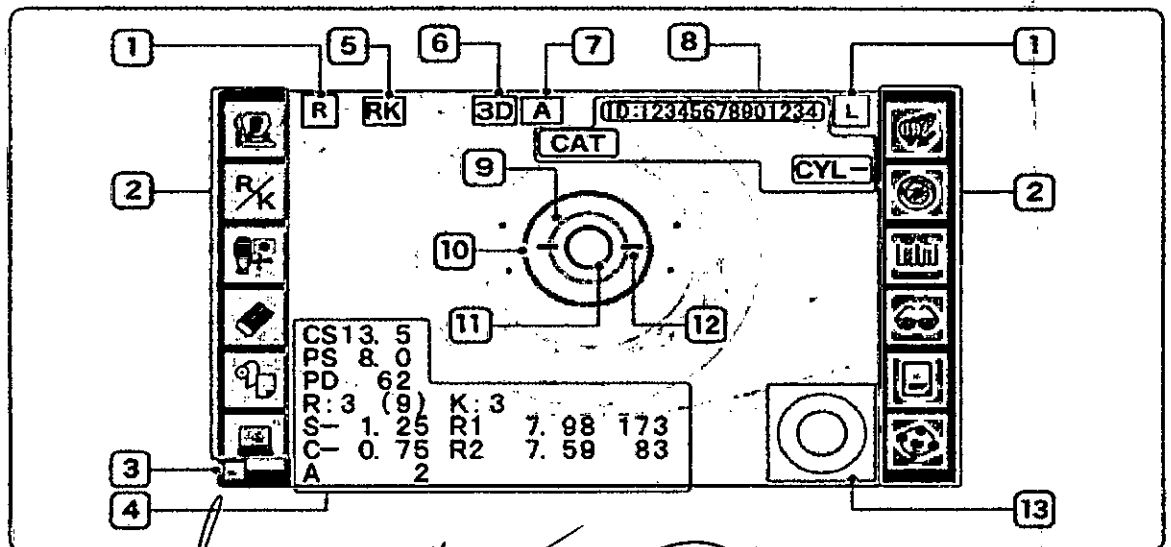 1 5 6 7 8 1
R RK 3D A ID:12345678901234 L
CAT
9 CYL-
2 R/K 2
10
11 12
CS13. 5
PS 8. 0
PD 62
R:3 (9) K:3
S- 1. 25 R1 7. 98 173
C- 0. 75 R2 7. 59 83
A 2
3
4 13